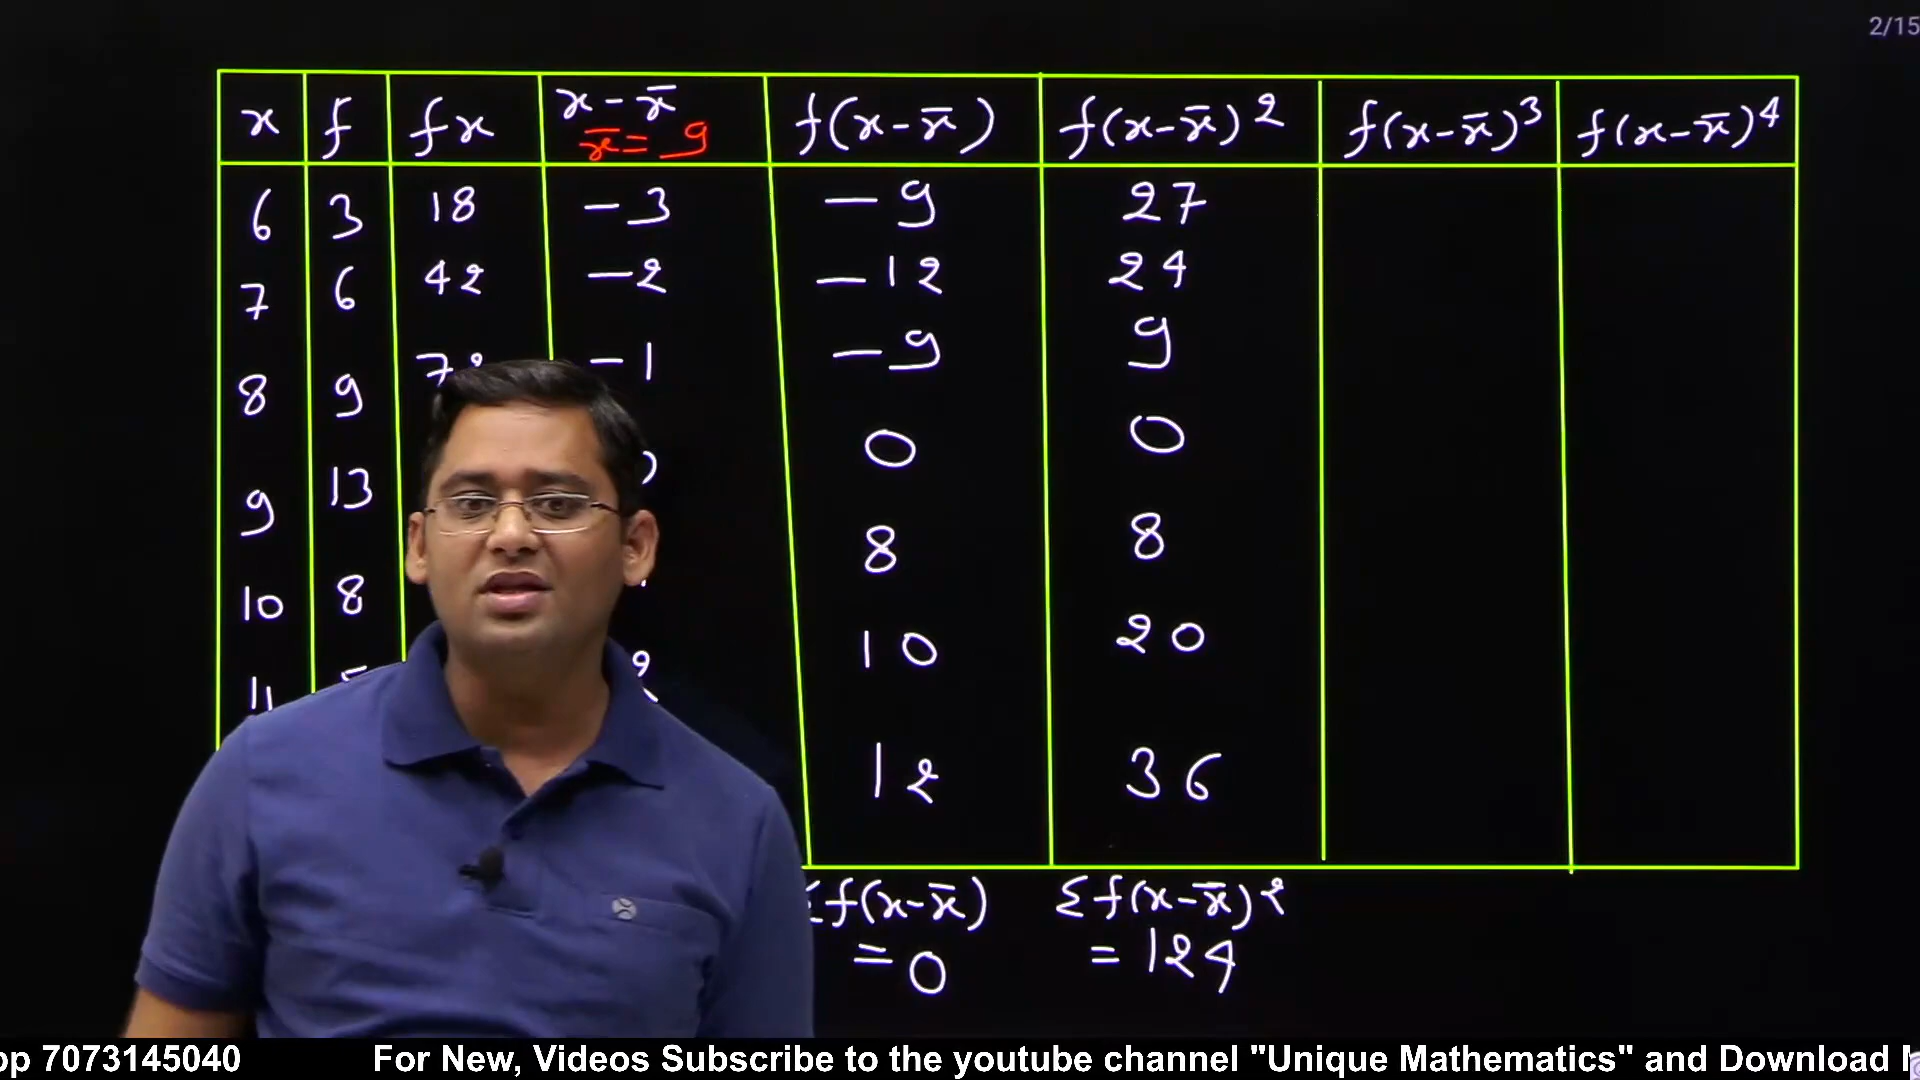 2/15
x f fx x - x̄ f(x-x̄) f(x-x̄)2 f(x-x̄)3 f(x-x̄)4
x̄ = 9
6 3 18 -3 -9 27
7 6 42 -2 -12 24
8 9 -1 -9 9
9 13 0 0
10 8 8 8
11 2 10 20
12 36
Σf(x-x̄) Σf(x-x̄)2
= 0 = 124
7073145040 For New, Videos Subscribe to the youtube channel "Unique Mathematics" and Download